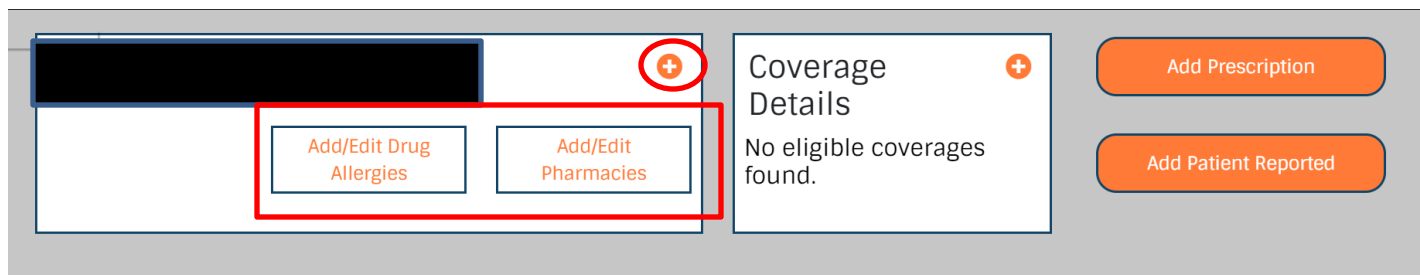 Add/Edit Drug
Allergies
Add/Edit
Pharmacies
Coverage
Details
No eligible coverages
found.
Add Prescription
Add Patient Reported